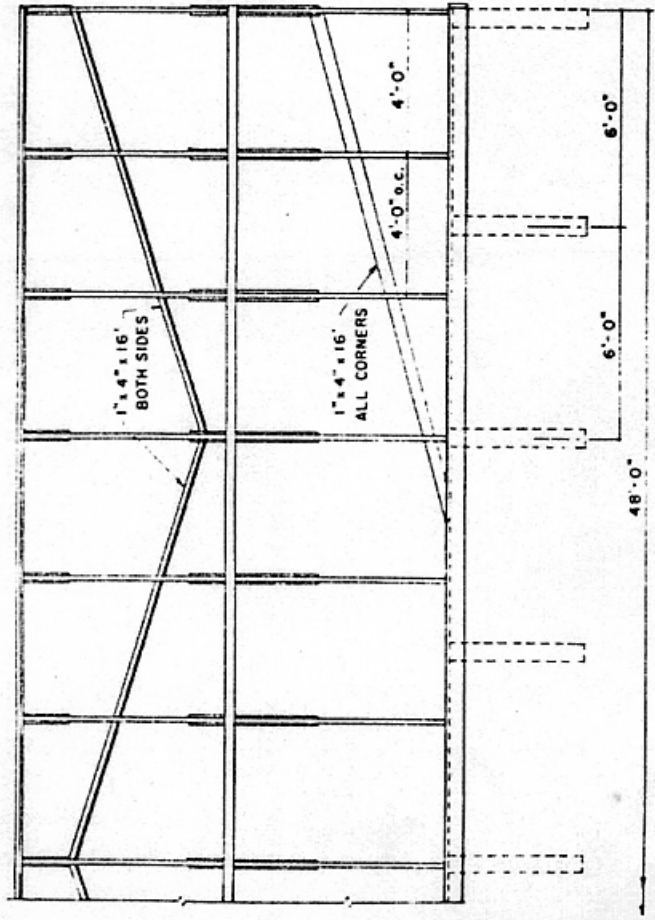 1" x 4" x 16'
BOTH SIDES
1" x 4" x 16'
ALL CORNERS
4'-0" o.c.
4'-0"
6'-0"
6'-0"
48'-0"